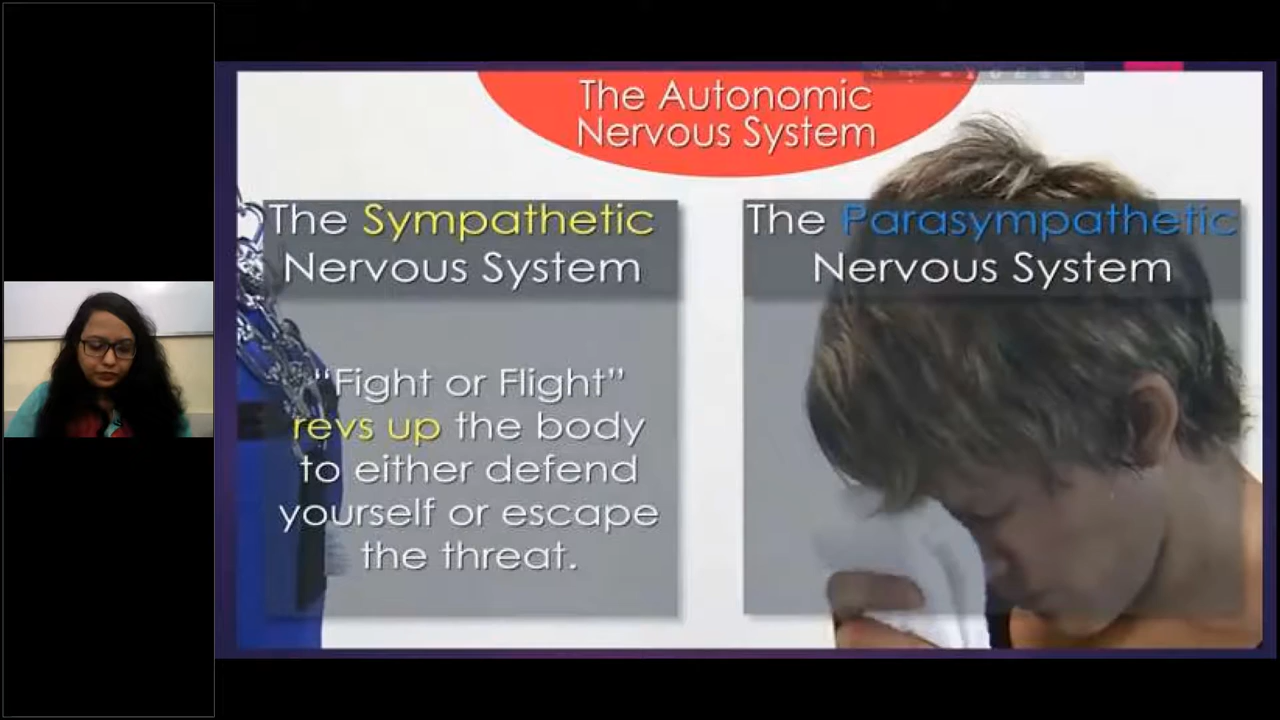 The Autonomic
Nervous System
The Sympathetic
Nervous System
“Fight or Flight”
revs up the body
to either defend
yourself or escape
the threat.
The Parasympathetic
Nervous System